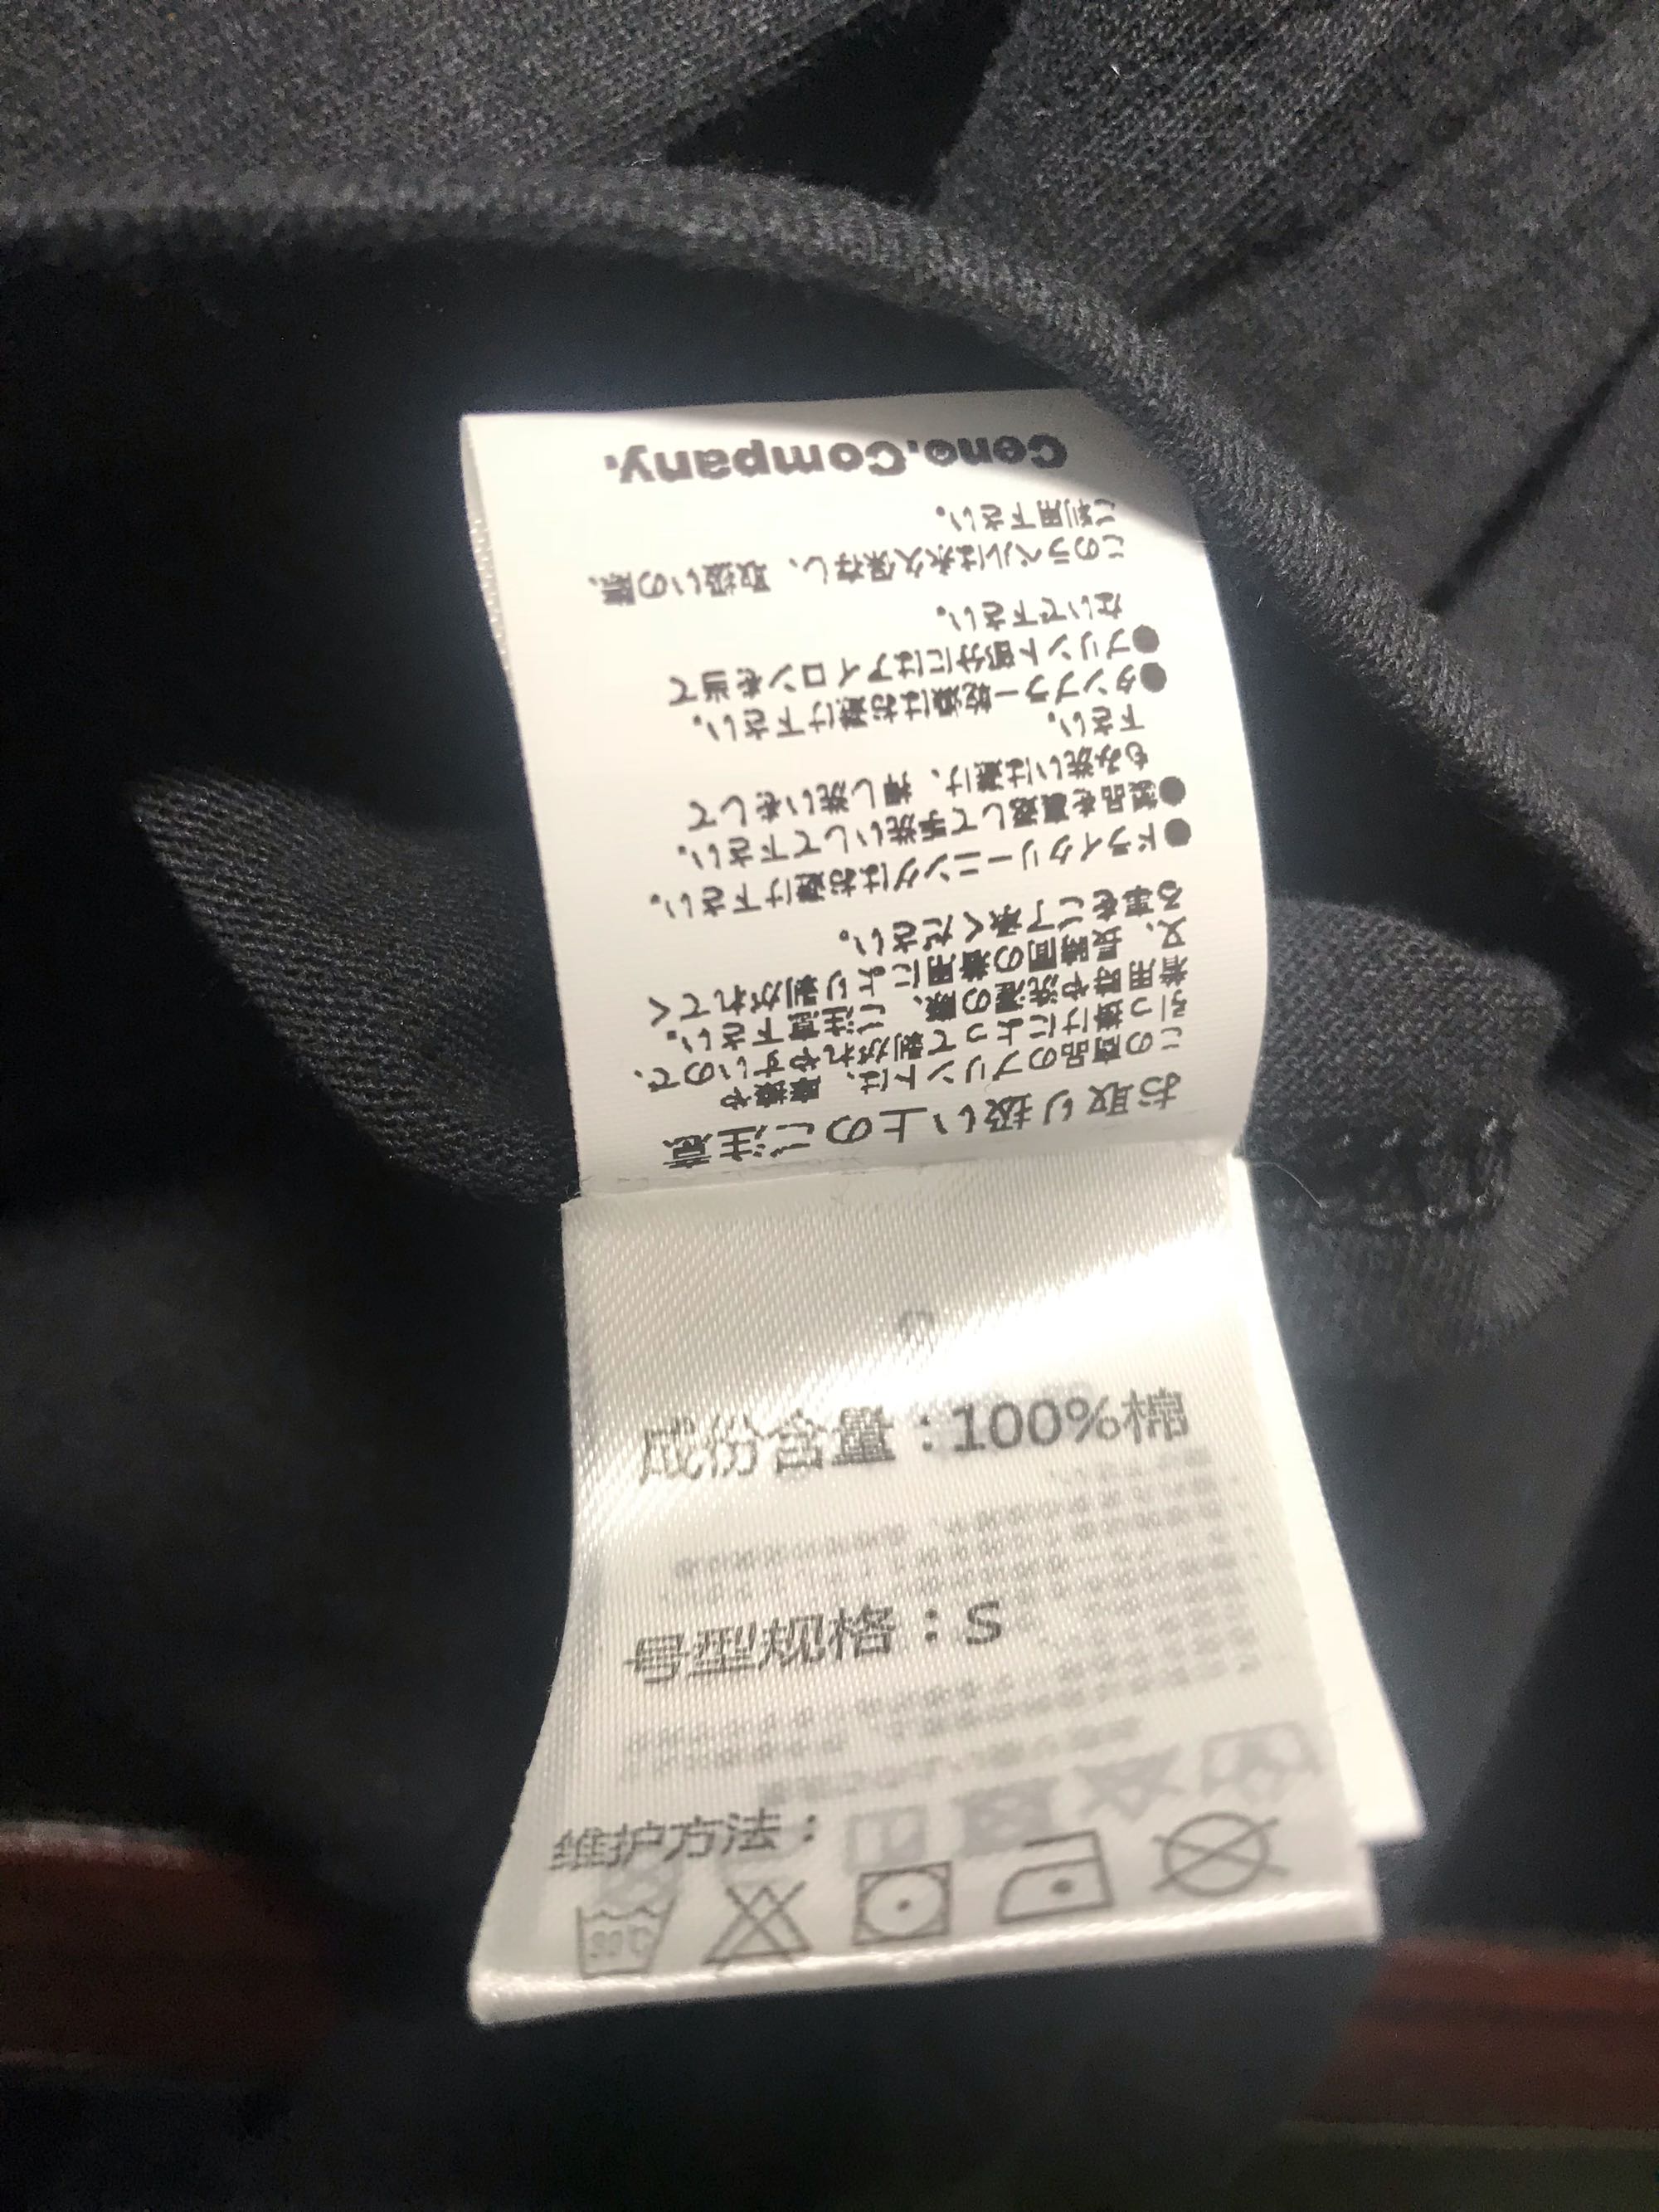 お取り扱い上のご注意
この商品のプリントは、摩擦や
引っ掛けによって剥がれやすいので、
着用時や洗濯の際、ご注意下さい。
又、長時間の着用により剥がれてく
る事をご了承ください。
●ドライクリーニングはお避け下さい。
●製品を裏返して手洗いして下さい。
もみ洗いは避け、押し洗いをして
下さい。
●タンブラー乾燥はお避け下さい。
●プリント部分にはアイロンを当て
ないで下さい。
このラベルは永久保存し、取扱いの際、
ご利用下さい。
Cono.Company.
成份含量：100%棉
号型规格：S
维护方法：
30℃